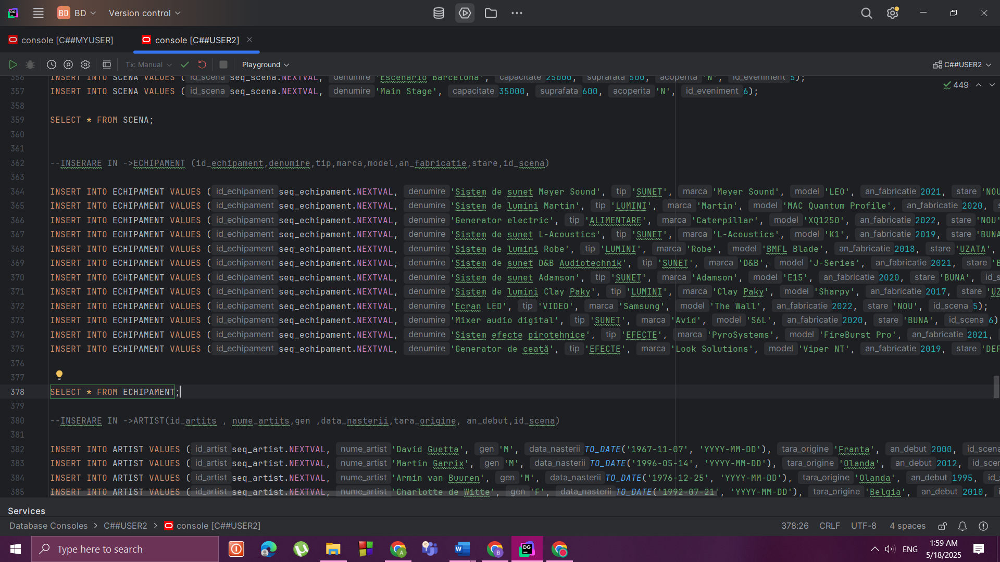 BD BD Version control
console [C##MYUSER] console [C##USER2]
Tx: Manual Playground C##USER2
356 INSERT INTO SCENA VALUES ( id_scena seq_scena.NEXTVAL, denumire 'Escenario Barcelona', capacitate 25000, suprafata 500, acoperita 'N', id_eveniment 5);
449
357 INSERT INTO SCENA VALUES ( id_scena seq_scena.NEXTVAL, denumire 'Main Stage', capacitate 35000, suprafata 600, acoperita 'N', id_eveniment 6);
358
359 SELECT * FROM SCENA;
360
361
362 --INSERARE IN ->ECHIPAMENT (id_echipament,denumire,tip,marca,model,an_fabricatie,stare,id_scena)
363
364 INSERT INTO ECHIPAMENT VALUES ( id_echipament seq_echipament.NEXTVAL, denumire 'Sistem de sunet Meyer Sound', tip 'SUNET', marca 'Meyer Sound', model 'LEO', an_fabricatie 2021, stare 'NOU
365 INSERT INTO ECHIPAMENT VALUES ( id_echipament seq_echipament.NEXTVAL, denumire 'Sistem de lumini Martin', tip 'LUMINI', marca 'Martin', model 'MAC Quantum Profile', an_fabricatie 2020, s
366 INSERT INTO ECHIPAMENT VALUES ( id_echipament seq_echipament.NEXTVAL, denumire 'Generator electric', tip 'ALIMENTARE', marca 'Caterpillar', model 'XQ1250', an_fabricatie 2022, stare 'NOU'
367 INSERT INTO ECHIPAMENT VALUES ( id_echipament seq_echipament.NEXTVAL, denumire 'Sistem de sunet L-Acoustics', tip 'SUNET', marca 'L-Acoustics', model 'K1', an_fabricatie 2019, stare 'BUNA
368 INSERT INTO ECHIPAMENT VALUES ( id_echipament seq_echipament.NEXTVAL, denumire 'Sistem de lumini Robe', tip 'LUMINI', marca 'Robe', model 'BMFL Blade', an_fabricatie 2018, stare 'UZATA',
369 INSERT INTO ECHIPAMENT VALUES ( id_echipament seq_echipament.NEXTVAL, denumire 'Sistem de sunet D&B Audiotechnik', tip 'SUNET', marca 'D&B', model 'J-Series', an_fabricatie 2021, stare 'B
370 INSERT INTO ECHIPAMENT VALUES ( id_echipament seq_echipament.NEXTVAL, denumire 'Sistem de sunet Adamson', tip 'SUNET', marca 'Adamson', model 'E15', an_fabricatie 2020, stare 'BUNA', id_s
371 INSERT INTO ECHIPAMENT VALUES ( id_echipament seq_echipament.NEXTVAL, denumire 'Sistem de lumini Clay Paky', tip 'LUMINI', marca 'Clay Paky', model 'Sharpy', an_fabricatie 2017, stare 'UZ
372 INSERT INTO ECHIPAMENT VALUES ( id_echipament seq_echipament.NEXTVAL, denumire 'Ecran LED', tip 'VIDEO', marca 'Samsung', model 'The Wall', an_fabricatie 2022, stare 'NOU', id_scena 5);
373 INSERT INTO ECHIPAMENT VALUES ( id_echipament seq_echipament.NEXTVAL, denumire 'Mixer audio digital', tip 'SUNET', marca 'Avid', model 'S6L', an_fabricatie 2020, stare 'BUNA', id_scena 6)
374 INSERT INTO ECHIPAMENT VALUES ( id_echipament seq_echipament.NEXTVAL, denumire 'Sistem efecte pirotehnice', tip 'EFECTE', marca 'PyroSystems', model 'FireBurst Pro', an_fabricatie 2021,
375 INSERT INTO ECHIPAMENT VALUES ( id_echipament seq_echipament.NEXTVAL, denumire 'Generator de ceață', tip 'EFECTE', marca 'Look Solutions', model 'Viper NT', an_fabricatie 2019, stare 'DEF
376
377
378 SELECT * FROM ECHIPAMENT;
379
380 --INSERARE IN ->ARTIST(id_artits , nume_artits,gen ,data_nasterii,tara_origine, an_debut,id_scena)
381
382 INSERT INTO ARTIST VALUES ( id_artist seq_artist.NEXTVAL, nume_artist 'David Guetta', gen 'M', data_nasterii TO_DATE('1967-11-07', 'YYYY-MM-DD'), tara_origine 'Franța', an_debut 2000, id_scena
383 INSERT INTO ARTIST VALUES ( id_artist seq_artist.NEXTVAL, nume_artist 'Martin Garrix', gen 'M', data_nasterii TO_DATE('1996-05-14', 'YYYY-MM-DD'), tara_origine 'Olanda', an_debut 2012, id_scen
384 INSERT INTO ARTIST VALUES ( id_artist seq_artist.NEXTVAL, nume_artist 'Armin van Buuren', gen 'M', data_nasterii TO_DATE('1976-12-25', 'YYYY-MM-DD'), tara_origine 'Olanda', an_debut 1995, id_s
385 INSERT INTO ARTIST VALUES ( id_artist seq_artist.NEXTVAL, nume_artist 'Charlotte de Witte', gen 'F', data_nasterii TO_DATE('1992-07-21', 'YYYY-MM-DD'), tara_origine 'Belgia', an_debut 2010, i
Services
Database Consoles > C##USER2 > console [C##USER2] 378:26 CRLF UTF-8 4 spaces
Type here to search ENG 1:59 AM
5/18/2025